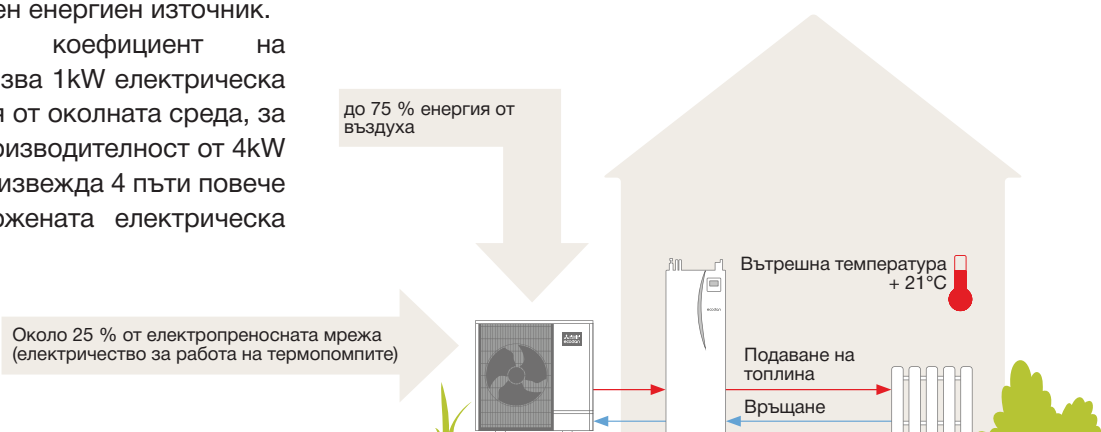 ен енергиен източник.
коефициент на
зва 1kW електрическа
от околната среда, за
оизводителност от 4kW
извежда 4 пъти повече
ожената електрическа
до 75 % енергия от
въздуха
Вътрешна температура
+ 21°C
Около 25 % от електропреносната мрежа
(електричество за работа на термопомпите)
ecodan
ecodan
Подаване на
топлина
Връщане